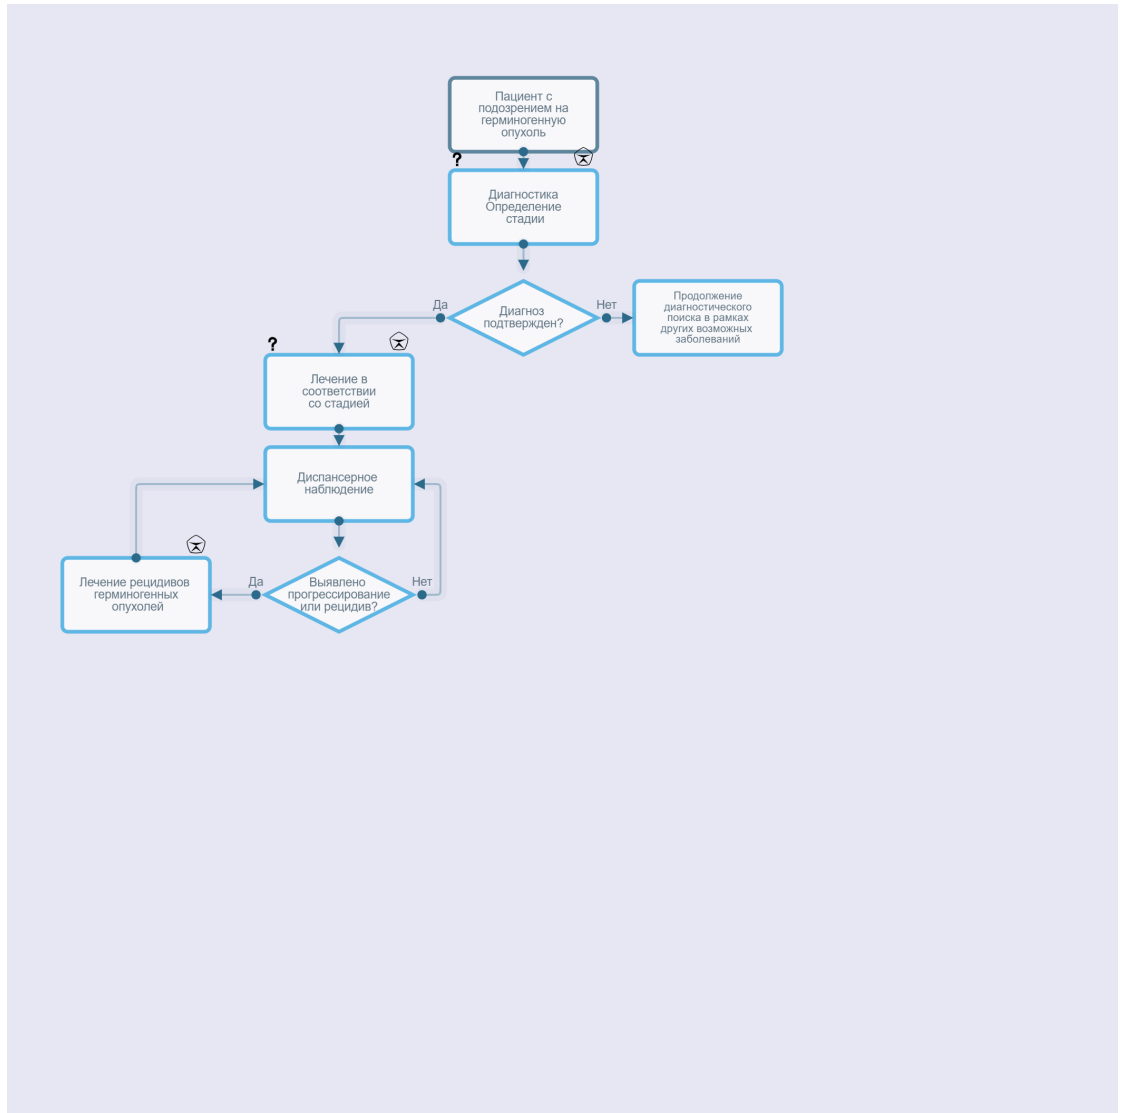 Пациент с
подозрением на
герминогенную
опухоль
?
Диагностика
Определение
стадии
Да
Диагноз
подтвержден?
Нет
Продолжение
диагностического
поиска в рамках
других возможных
заболеваний
?
Лечение в
соответствии
со стадией
Диспансерное
наблюдение
Лечение рецидивов
герминогенных
опухолей
Да
Выявлено
прогрессирование
или рецидив?
Нет